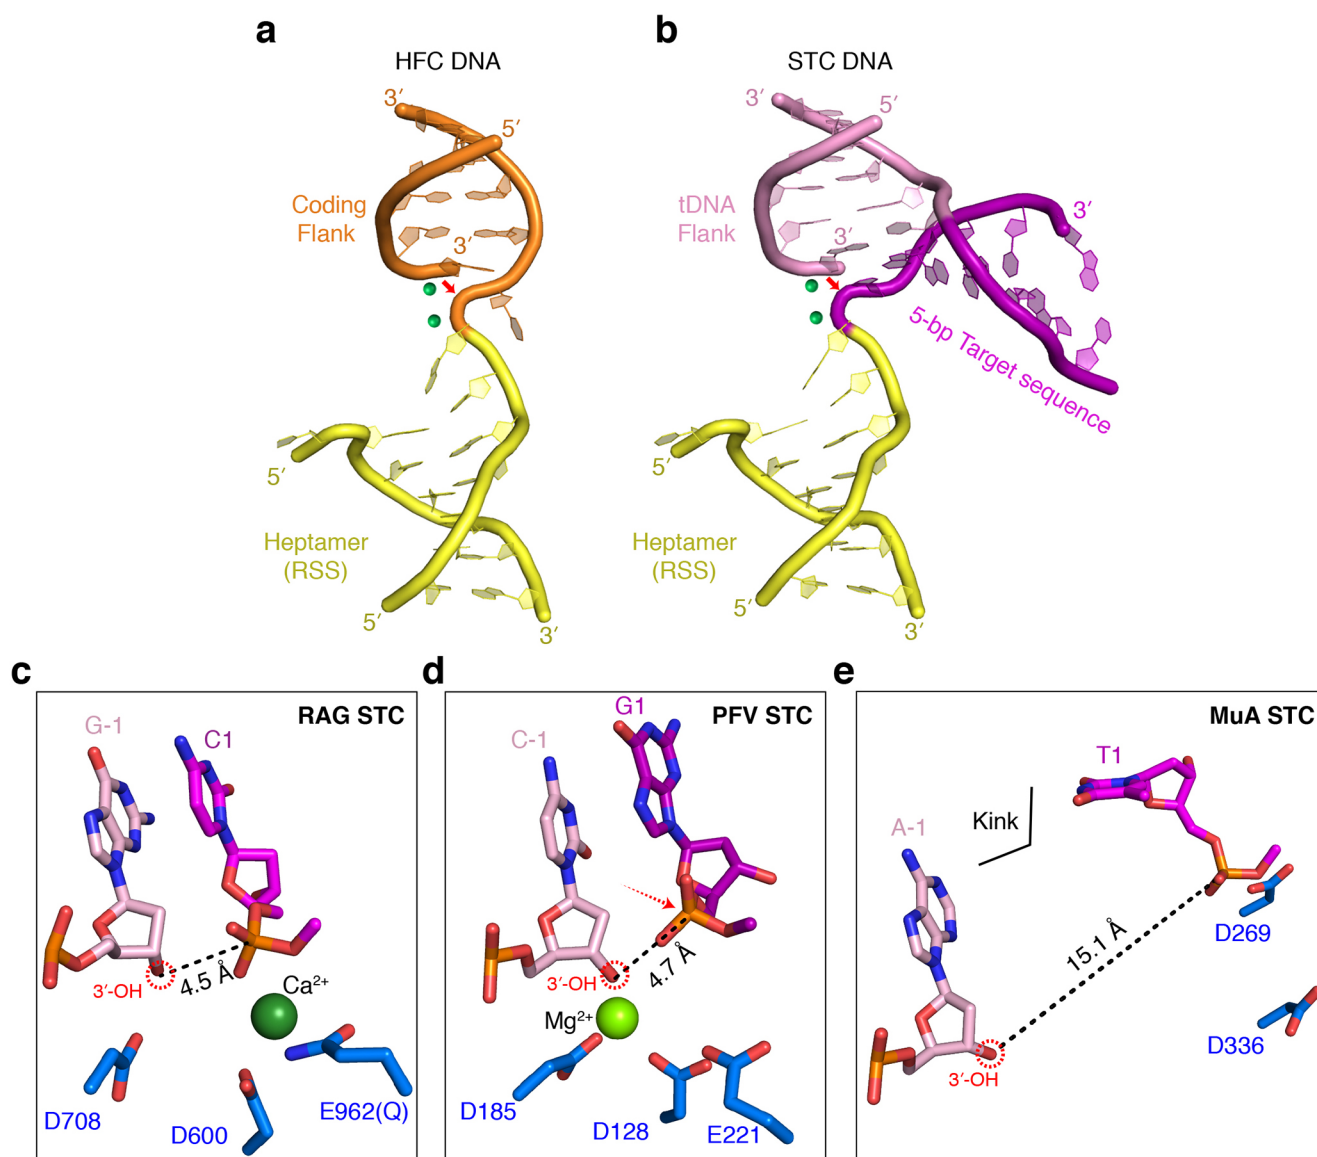 a
HFC DNA
3′
5′
Coding
Flank
3′
Heptamer
(RSS)
5′
5′
3′
b
STC DNA
3′
5′
tDNA
Flank
3′
3′
5-bp Target sequence
5′
Heptamer
(RSS)
5′
3′
c
RAG STC
G-1
C1
4.5 Å
3′-OH
Ca²⁺
D708
D600
E962(Q)
d
PFV STC
G1
C-1
4.7 Å
3′-OH
Mg²⁺
D185
D128
E221
e
MuA STC
T1
Kink
A-1
15.1 Å
D269
D336
3′-OH